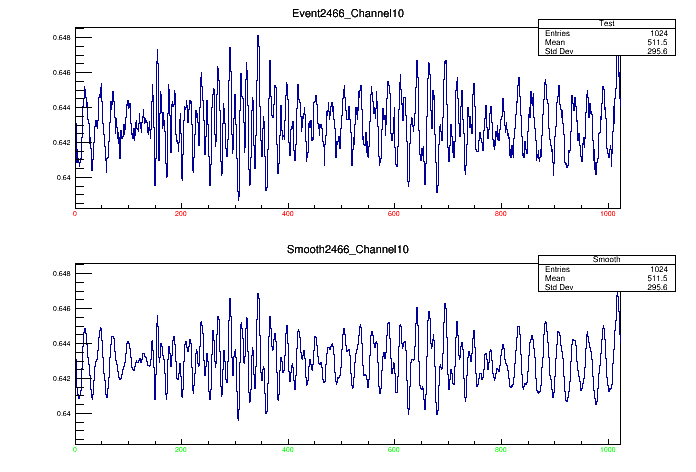 Event2466_Channel10
Test
Entries 1024
Mean 511.5
Std Dev 295.6
0.648
0.646
0.644
0.642
0.64
0 200 400 600 800 1000
Smooth2466_Channel10
Smooth
Entries 1024
Mean 511.5
Std Dev 295.6
0.648
0.646
0.644
0.642
0.64
0 200 400 600 800 1000